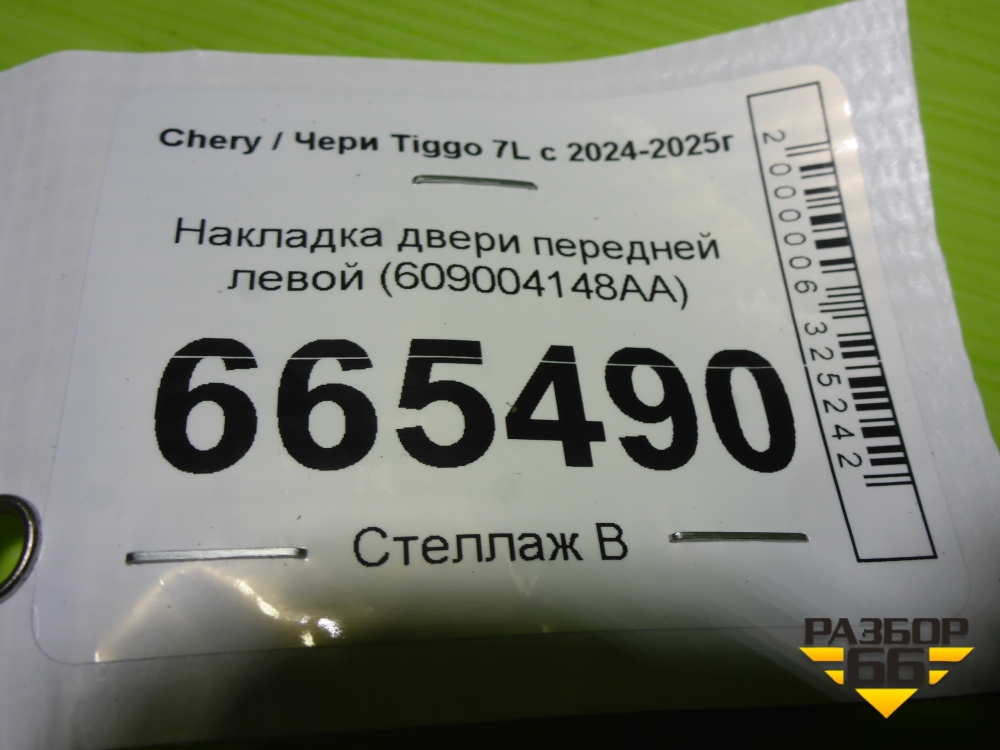 Chery / Чери Tiggo 7L с 2024-2025г
Накладка двери передней
левой (609004148AA)
665490
Стеллаж В
2000006325242
РАЗБОР
66